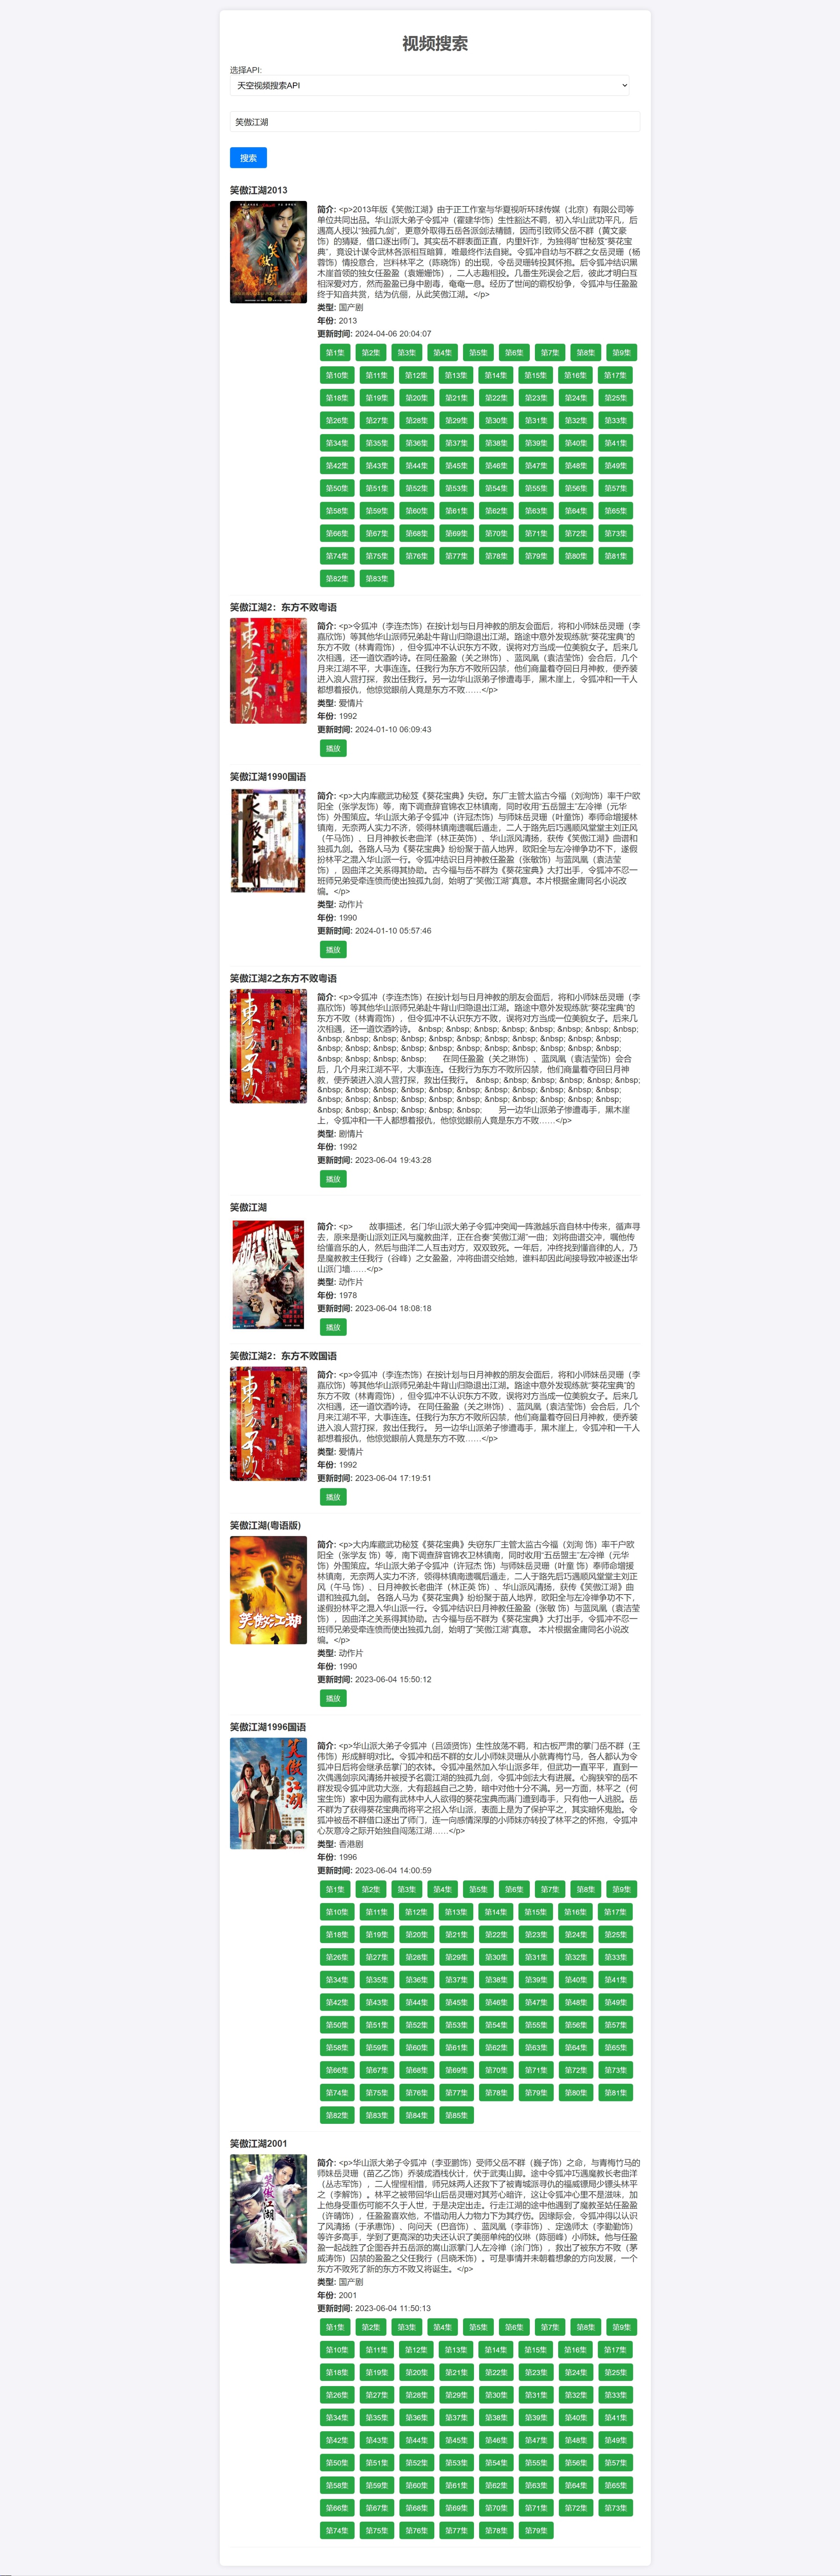 视频搜索
选择API:
天空视频搜索API
笑傲江湖
搜索
笑傲江湖2013
简介: <p>2013年版《笑傲江湖》由于正工作室与华夏视听环球传媒（北京）有限公司等
单位共同出品。华山派大弟子令狐冲（霍建华饰）生性豁达不羁，初入华山武功平凡，后
遇高人授以“独孤九剑”，更意外取得五岳各派剑法精髓，因而引致师父岳不群（黄文豪
饰）的猜疑，借口逐出师门。其实岳不群表面正直，内里奸诈，为独得旷世秘笈“葵花宝
典”，竟设计谋令武林各派相互暗算，唯最终作法自毙。令狐冲自幼与不群之女岳灵珊（杨
蓉饰）情投意合，岂料林平之（陈晓饰）的出现，令岳灵珊转投其怀抱。后令狐冲结识黑
木崖首领的独女任盈盈（袁姗姗饰），二人志趣相投。几番生死误会之后，彼此才明白互
相深爱对方，然而盈盈已身中剧毒，奄奄一息。经历了世间的霸权纷争，令狐冲与任盈盈
终于知音共赏，结为伉俪，从此笑傲江湖。</p>
类型: 国产剧
年份: 2013
更新时间: 2024-04-06 20:04:07
第1集 第2集 第3集 第4集 第5集 第6集 第7集 第8集 第9集
第10集 第11集 第12集 第13集 第14集 第15集 第16集 第17集
第18集 第19集 第20集 第21集 第22集 第23集 第24集 第25集
第26集 第27集 第28集 第29集 第30集 第31集 第32集 第33集
第34集 第35集 第36集 第37集 第38集 第39集 第40集 第41集
第42集 第43集 第44集 第45集 第46集 第47集 第48集 第49集
第50集 第51集 第52集 第53集 第54集 第55集 第56集 第57集
第58集 第59集 第60集 第61集 第62集 第63集 第64集 第65集
第66集 第67集 第68集 第69集 第70集 第71集 第72集 第73集
第74集 第75集 第76集 第77集 第78集 第79集 第80集 第81集
第82集 第83集
笑傲江湖2：东方不败粤语
東方不敗
简介: <p>令狐冲（李连杰饰）在按计划与日月神教的朋友会面后，将和小师妹岳灵珊（李
嘉欣饰）等其他华山派师兄弟赴牛背山归隐退出江湖。路途中意外发现练就“葵花宝典”的
东方不败（林青霞饰），但令狐冲不认识东方不败，误将对方当成一位美貌女子。后来几
次相遇，还一道饮酒吟诗。在同任盈盈（关之琳饰）、蓝凤凰（袁洁莹饰）会合后，几个
月来江湖不平，大事连连。任我行为东方不败所囚禁，他们商量着夺回日月神教，便乔装
进入浪人营打探，救出任我行。另一边华山派弟子惨遭毒手，黑木崖上，令狐冲和一干人
都想着报仇，他惊觉眼前人竟是东方不败……</p>
类型: 爱情片
年份: 1992
更新时间: 2024-01-10 06:09:43
播放
笑傲江湖1990国语
简介: <p>大内库藏武功秘笈《葵花宝典》失窃。东厂主管太监古今福（刘洵饰）率千户欧
阳全（张学友饰）等，南下调查辞官锦衣卫林镇南，同时收用“五岳盟主”左冷禅（元华
饰）外围策应。华山派大弟子令狐冲（许冠杰饰）与师妹岳灵珊（叶童饰）奉师命增援林
镇南，无奈两人实力不济，领得林镇南遗嘱后遁走，二人于路先后巧遇顺风堂堂主刘正风
（午马饰）、日月神教长老曲洋（林正英饰）、华山派风清扬，获传《笑傲江湖》曲谱和
独孤九剑。各路人马为《葵花宝典》纷纷聚于苗人地界，欧阳全与左冷禅争功不下，遂假
扮林平之混入华山派一行。令狐冲结识日月神教任盈盈（张敏饰）与蓝凤凰（袁洁莹
饰），因曲洋之关系得其协助。古今福与岳不群为《葵花宝典》大打出手，令狐冲不忍一
班师兄弟受牵连愤而使出独孤九剑，始明了“笑傲江湖”真意。本片根据金庸同名小说改
编。</p>
类型: 动作片
年份: 1990
更新时间: 2024-01-10 05:57:46
播放
笑傲江湖2之东方不败粤语
東方不敗
简介: <p>令狐冲（李连杰饰）在按计划与日月神教的朋友会面后，将和小师妹岳灵珊（李
嘉欣饰）等其他华山派师兄弟赴牛背山归隐退出江湖。路途中意外发现练就“葵花宝典”的
东方不败（林青霞饰），但令狐冲不认识东方不败，误将对方当成一位美貌女子。后来几
次相遇，还一道饮酒吟诗。 &nbsp; &nbsp; &nbsp; &nbsp; &nbsp; &nbsp; &nbsp; &nbsp;
&nbsp; &nbsp; &nbsp; &nbsp; &nbsp; &nbsp; &nbsp; &nbsp; &nbsp; &nbsp; &nbsp;
&nbsp; &nbsp; &nbsp; &nbsp; &nbsp; &nbsp; &nbsp; &nbsp; &nbsp; &nbsp; &nbsp;
&nbsp; &nbsp; &nbsp; &nbsp;　　在同任盈盈（关之琳饰）、蓝凤凰（袁洁莹饰）会合
后，几个月来江湖不平，大事连连。任我行为东方不败所囚禁，他们商量着夺回日月神
教，便乔装进入浪人营打探，救出任我行。 &nbsp; &nbsp; &nbsp; &nbsp; &nbsp; &nbsp;
&nbsp; &nbsp; &nbsp; &nbsp; &nbsp; &nbsp; &nbsp; &nbsp; &nbsp; &nbsp; &nbsp;
&nbsp; &nbsp; &nbsp; &nbsp; &nbsp; &nbsp; &nbsp; &nbsp; &nbsp; &nbsp; &nbsp;
&nbsp; &nbsp; &nbsp; &nbsp; &nbsp; &nbsp;　　另一边华山派弟子惨遭毒手，黑木崖
上，令狐冲和一干人都想着报仇，他惊觉眼前人竟是东方不败……</p>
类型: 剧情片
年份: 1992
更新时间: 2023-06-04 19:43:28
播放
笑傲江湖
简介: <p>　　故事描述，名门华山派大弟子令狐冲突闻一阵激越乐音自林中传来，循声寻
去，原来是衡山派刘正风与魔教曲洋，正在合奏“笑傲江湖”一曲；刘将曲谱交冲，嘱他传
给懂音乐的人，然后与曲洋二人互击对方，双双致死。一年后，冲终找到懂音律的人，乃
是魔教教主任我行（谷峰）之女盈盈，冲将曲谱交给她，谁料却因此间接导致冲被逐出华
山派门墙……</p>
类型: 动作片
年份: 1978
更新时间: 2023-06-04 18:08:18
播放
笑傲江湖2：东方不败国语
東方不敗
简介: <p>令狐冲（李连杰饰）在按计划与日月神教的朋友会面后，将和小师妹岳灵珊（李
嘉欣饰）等其他华山派师兄弟赴牛背山归隐退出江湖。路途中意外发现练就“葵花宝典”的
东方不败（林青霞饰），但令狐冲不认识东方不败，误将对方当成一位美貌女子。后来几
次相遇，还一道饮酒吟诗。 在同任盈盈（关之琳饰）、蓝凤凰（袁洁莹饰）会合后，几个
月来江湖不平，大事连连。任我行为东方不败所囚禁，他们商量着夺回日月神教，便乔装
进入浪人营打探，救出任我行。 另一边华山派弟子惨遭毒手，黑木崖上，令狐冲和一干人
都想着报仇，他惊觉眼前人竟是东方不败……</p>
类型: 爱情片
年份: 1992
更新时间: 2023-06-04 17:19:51
播放
笑傲江湖(粤语版)
笑傲江湖
简介: <p>大内库藏武功秘笈《葵花宝典》失窃东厂主管太监古今福（刘洵 饰）率千户欧
阳全（张学友 饰）等，南下调查辞官锦衣卫林镇南，同时收用“五岳盟主”左冷禅（元华
饰）外围策应。华山派大弟子令狐冲（许冠杰 饰）与师妹岳灵珊（叶童 饰）奉师命增援
林镇南，无奈两人实力不济，领得林镇南遗嘱后遁走，二人于路先后巧遇顺风堂堂主刘正
风（午马 饰）、日月神教长老曲洋（林正英 饰）、华山派风清扬，获传《笑傲江湖》曲
谱和独孤九剑。 各路人马为《葵花宝典》纷纷聚于苗人地界，欧阳全与左冷禅争功不下，
遂假扮林平之混入华山派一行。令狐冲结识日月神教任盈盈（张敏 饰）与蓝凤凰（袁洁莹
饰），因曲洋之关系得其协助。古今福与岳不群为《葵花宝典》大打出手，令狐冲不忍一
班师兄弟受牵连愤而使出独孤九剑，始明了“笑傲江湖”真意。 本片根据金庸同名小说改
编。</p>
类型: 动作片
年份: 1990
更新时间: 2023-06-04 15:50:12
播放
笑傲江湖1996国语
笑傲江湖
简介: <p>华山派大弟子令狐冲（吕颂贤饰）生性放荡不羁，和古板严肃的掌门岳不群（王
伟饰）形成鲜明对比。令狐冲和岳不群的女儿小师妹灵珊从小就青梅竹马，各人都认为令
狐冲日后将会继承岳掌门的衣钵。令狐冲虽然加入华山派多年，但武功一直平平，直到一
次偶遇剑宗风清扬并被授予名震江湖的独孤九剑，令狐冲剑法大有进展。心胸狭窄的岳不
群发现令狐冲武功大涨，大有超越自己之势，暗中对他十分不满。另一方面，林平之（何
宝生饰）家中因为藏有武林中人人欲得的葵花宝典而满门遭到毒手，只有他一人逃脱。岳
不群为了获得葵花宝典而将平之招入华山派，表面上是为了保护平之，其实暗怀鬼胎。令
狐冲被岳不群借口逐出了师门，连一向感情深厚的小师妹亦转投了林平之的怀抱，令狐冲
心灰意冷之际开始独自闯荡江湖……</p>
类型: 香港剧
年份: 1996
更新时间: 2023-06-04 14:00:59
第1集 第2集 第3集 第4集 第5集 第6集 第7集 第8集 第9集
第10集 第11集 第12集 第13集 第14集 第15集 第16集 第17集
第18集 第19集 第20集 第21集 第22集 第23集 第24集 第25集
第26集 第27集 第28集 第29集 第30集 第31集 第32集 第33集
第34集 第35集 第36集 第37集 第38集 第39集 第40集 第41集
第42集 第43集 第44集 第45集 第46集 第47集 第48集 第49集
第50集 第51集 第52集 第53集 第54集 第55集 第56集 第57集
第58集 第59集 第60集 第61集 第62集 第63集 第64集 第65集
第66集 第67集 第68集 第69集 第70集 第71集 第72集 第73集
第74集 第75集 第76集 第77集 第78集 第79集 第80集 第81集
第82集 第83集 第84集 第85集
笑傲江湖2001
笑傲江湖
简介: <p>华山派大弟子令狐冲（李亚鹏饰）受师父岳不群（巍子饰）之命，与青梅竹马的
师妹岳灵珊（苗乙乙饰）乔装成酒栈伙计，伏于武夷山脚。途中令狐冲巧遇魔教长老曲洋
（丛志军饰），二人惺惺相惜，师兄妹两人还救下了被青城派寻仇的福威镖局少镖头林平
之（李解饰）。林平之被带回华山后岳灵珊对其芳心暗许，这让令狐冲心里不是滋味，加
上他身受重伤可能不久于人世，于是决定出走。行走江湖的途中他遇到了魔教圣姑任盈盈
（许晴饰），任盈盈喜欢他，不惜动用人力物力下为其疗伤。因缘际会，令狐冲得以认识
了风清扬（于承惠饰）、向问天（巴音饰）、蓝凤凰（李菲饰）、定逸师太（李勤勤饰）
等许多高手，学到了更高深的功夫还认识了美丽单纯的仪琳（陈丽峰）小师妹。他与任盈
盈一起战胜了企图吞并五岳派的嵩山派掌门人左冷禅（涂门饰），救出了被东方不败（茅
威涛饰）囚禁的盈盈之父任我行（吕晓禾饰）。可是事情并未朝着想象的方向发展，一个
东方不败死了新的东方不败又将诞生。</p>
类型: 国产剧
年份: 2001
更新时间: 2023-06-04 11:50:13
第1集 第2集 第3集 第4集 第5集 第6集 第7集 第8集 第9集
第10集 第11集 第12集 第13集 第14集 第15集 第16集 第17集
第18集 第19集 第20集 第21集 第22集 第23集 第24集 第25集
第26集 第27集 第28集 第29集 第30集 第31集 第32集 第33集
第34集 第35集 第36集 第37集 第38集 第39集 第40集 第41集
第42集 第43集 第44集 第45集 第46集 第47集 第48集 第49集
第50集 第51集 第52集 第53集 第54集 第55集 第56集 第57集
第58集 第59集 第60集 第61集 第62集 第63集 第64集 第65集
第66集 第67集 第68集 第69集 第70集 第71集 第72集 第73集
第74集 第75集 第76集 第77集 第78集 第79集